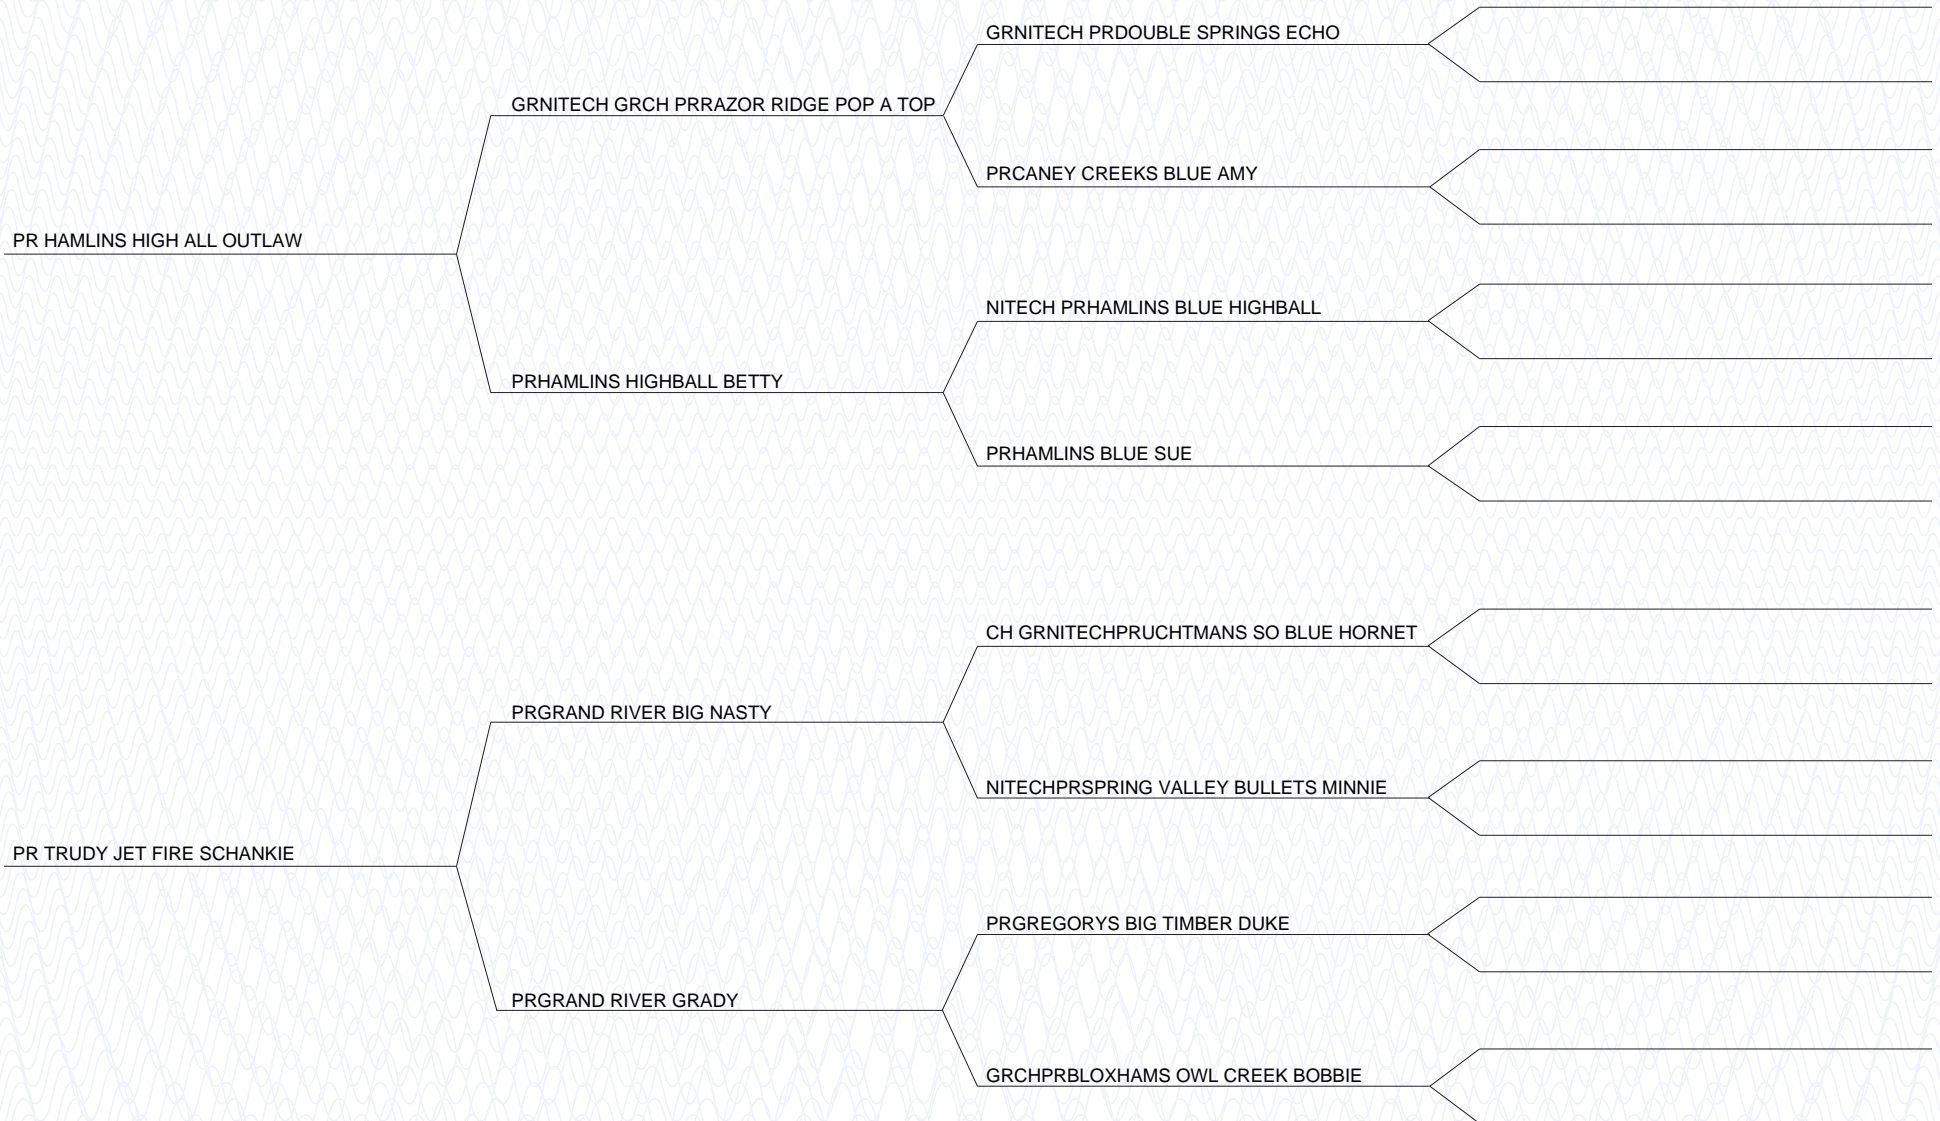 GRNITECH PRDOUBLE SPRINGS ECHO
GRNITECH GRCH PRRAZOR RIDGE POP A TOP
PRCANEY CREEKS BLUE AMY
PR HAMLINS HIGH ALL OUTLAW
NITECH PRHAMLINS BLUE HIGHBALL
PRHAMLINS HIGHBALL BETTY
PRHAMLINS BLUE SUE
CH GRNITECHPRUCHTMANS SO BLUE HORNET
PRGRAND RIVER BIG NASTY
NITECHPRSPRING VALLEY BULLETS MINNIE
PR TRUDY JET FIRE SCHANKIE
PRGREGORYS BIG TIMBER DUKE
PRGRAND RIVER GRADY
GRCHPRBLOXHAMS OWL CREEK BOBBIE